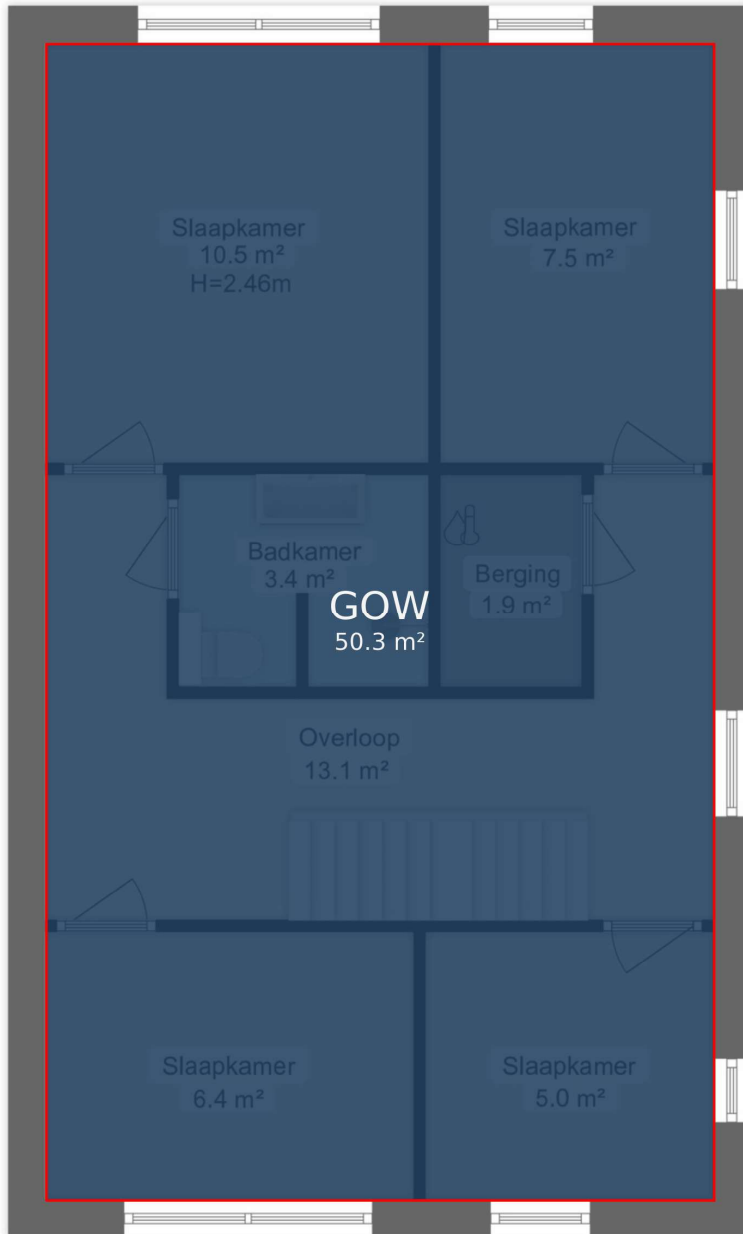 Slaapkamer
10.5 m²
H=2.46m
Slaapkamer
7.5 m²
Badkamer
3.4 m²
Berging
1.9 m²
GOW
50.3 m²
Overloop
13.1 m²
Slaapkamer
6.4 m²
Slaapkamer
5.0 m²